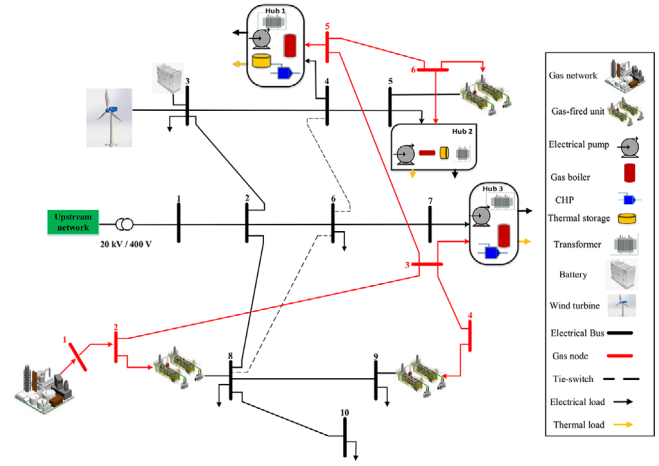 Hub 1
5
6
3
4
5
Hub 2
Gas network
Gas-fired unit
Electrical pump
Gas boiler
CHP
Thermal storage
Transformer
Battery
Wind turbine
Electrical Bus
Gas node
Tie-switch
Electrical load
Thermal load
Upstream
network
20 kV / 400 V
1
2
6
7
Hub 3
3
1
2
4
8
9
10